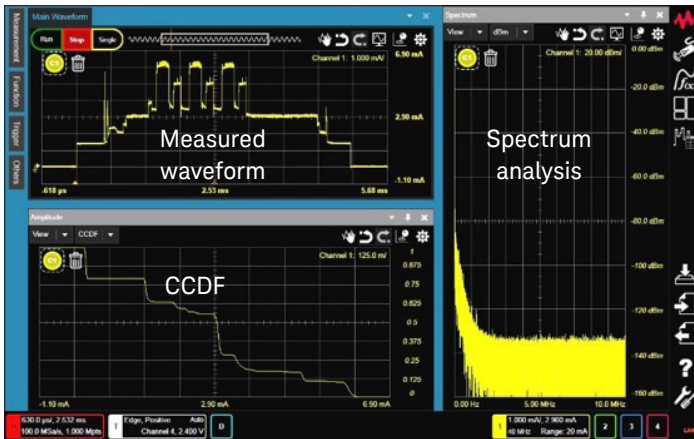 Main Waveform
Run
Stop
Single
Measurement
Function
Trigger
Others
C1
Channel 1: 1.000 mA/
6.90 mA
2.90 mA
-1.10 mA
Measured
waveform
-618 µs
2.53 ms
5.68 ms
Amplitude
View
CCDF
C1
Channel 1: 125.0 m/
1
0.875
0.75
0.625
0.5
0.375
0.25
0.125
0
CCDF
-1.10 mA
2.90 mA
6.90 mA
Spectrum
View
dBm
C1
Channel 1: 20.00 dBm/
0.00 dBm
-20.0 dBm
-40.0 dBm
-60.0 dBm
-80.0 dBm
-100 dBm
-120 dBm
-140 dBm
-160 dBm
Spectrum
analysis
0.00 Hz
5.00 MHz
10.0 MHz
?
630.0 µs/, 2.532 ms
100.0 MSa/s, 1.000 Mpts
T
Edge, Positive
Auto
Channel 4, 2.400 V
D
1
1.000 mA/, 2.900 mA
40 MHz
Range: 20 mA
2
3
4
LAN